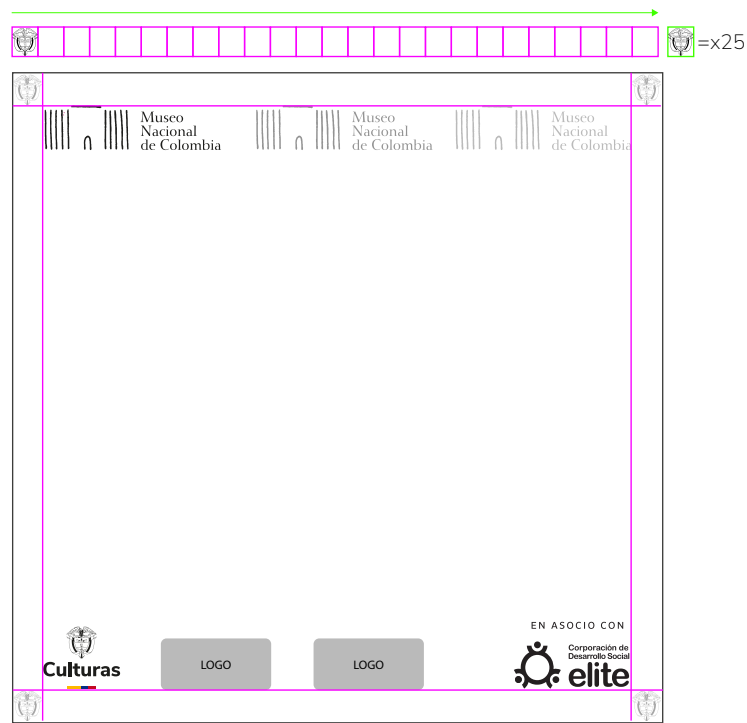 =x25
Museo
Nacional
de Colombia
Museo
Nacional
de Colombia
Museo
Nacional
de Colombia
EN ASOCIO CON
Culturas
LOGO
LOGO
Corporación de
Desarrollo Social
elite